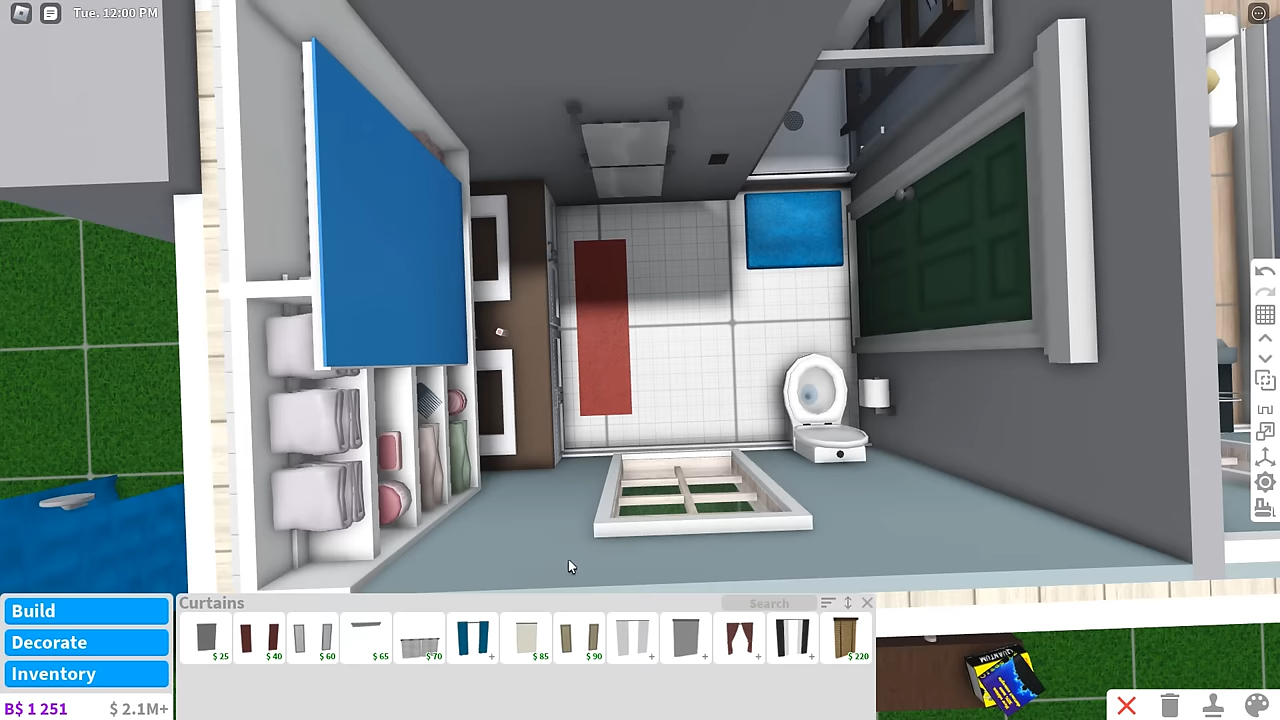 Tue. 12:00 PM
Build
Decorate
Inventory
B$ 1 251
$ 2.1M+
Curtains
Search
$ 25
$ 40
$ 60
$ 65
$ 70
+
$ 85
$ 90
+
+
+
+
$ 220
QUANTUM